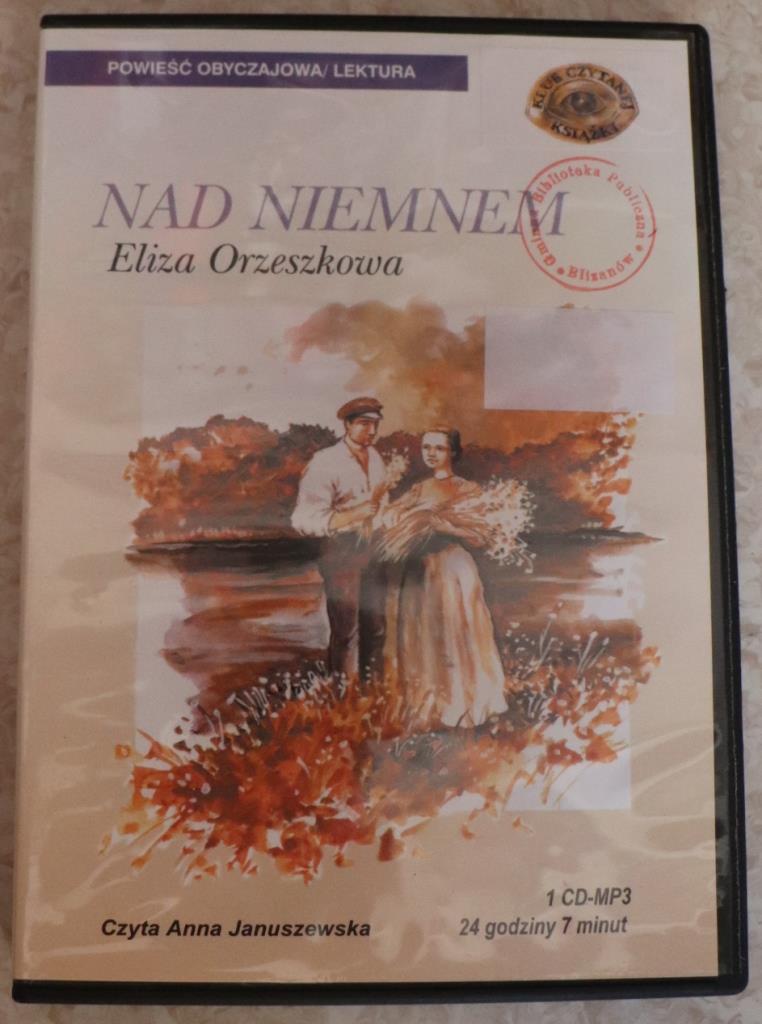 POWIEŚĆ OBYCZAJOWA/ LEKTURA
KLUB CZYTANEJ
KSIĄŻKI
NAD NIEMNEM
Eliza Orzeszkowa
Gminna Biblioteka Publiczna
Blizanów
Czyta Anna Januszewska
1 CD-MP3
24 godziny 7 minut